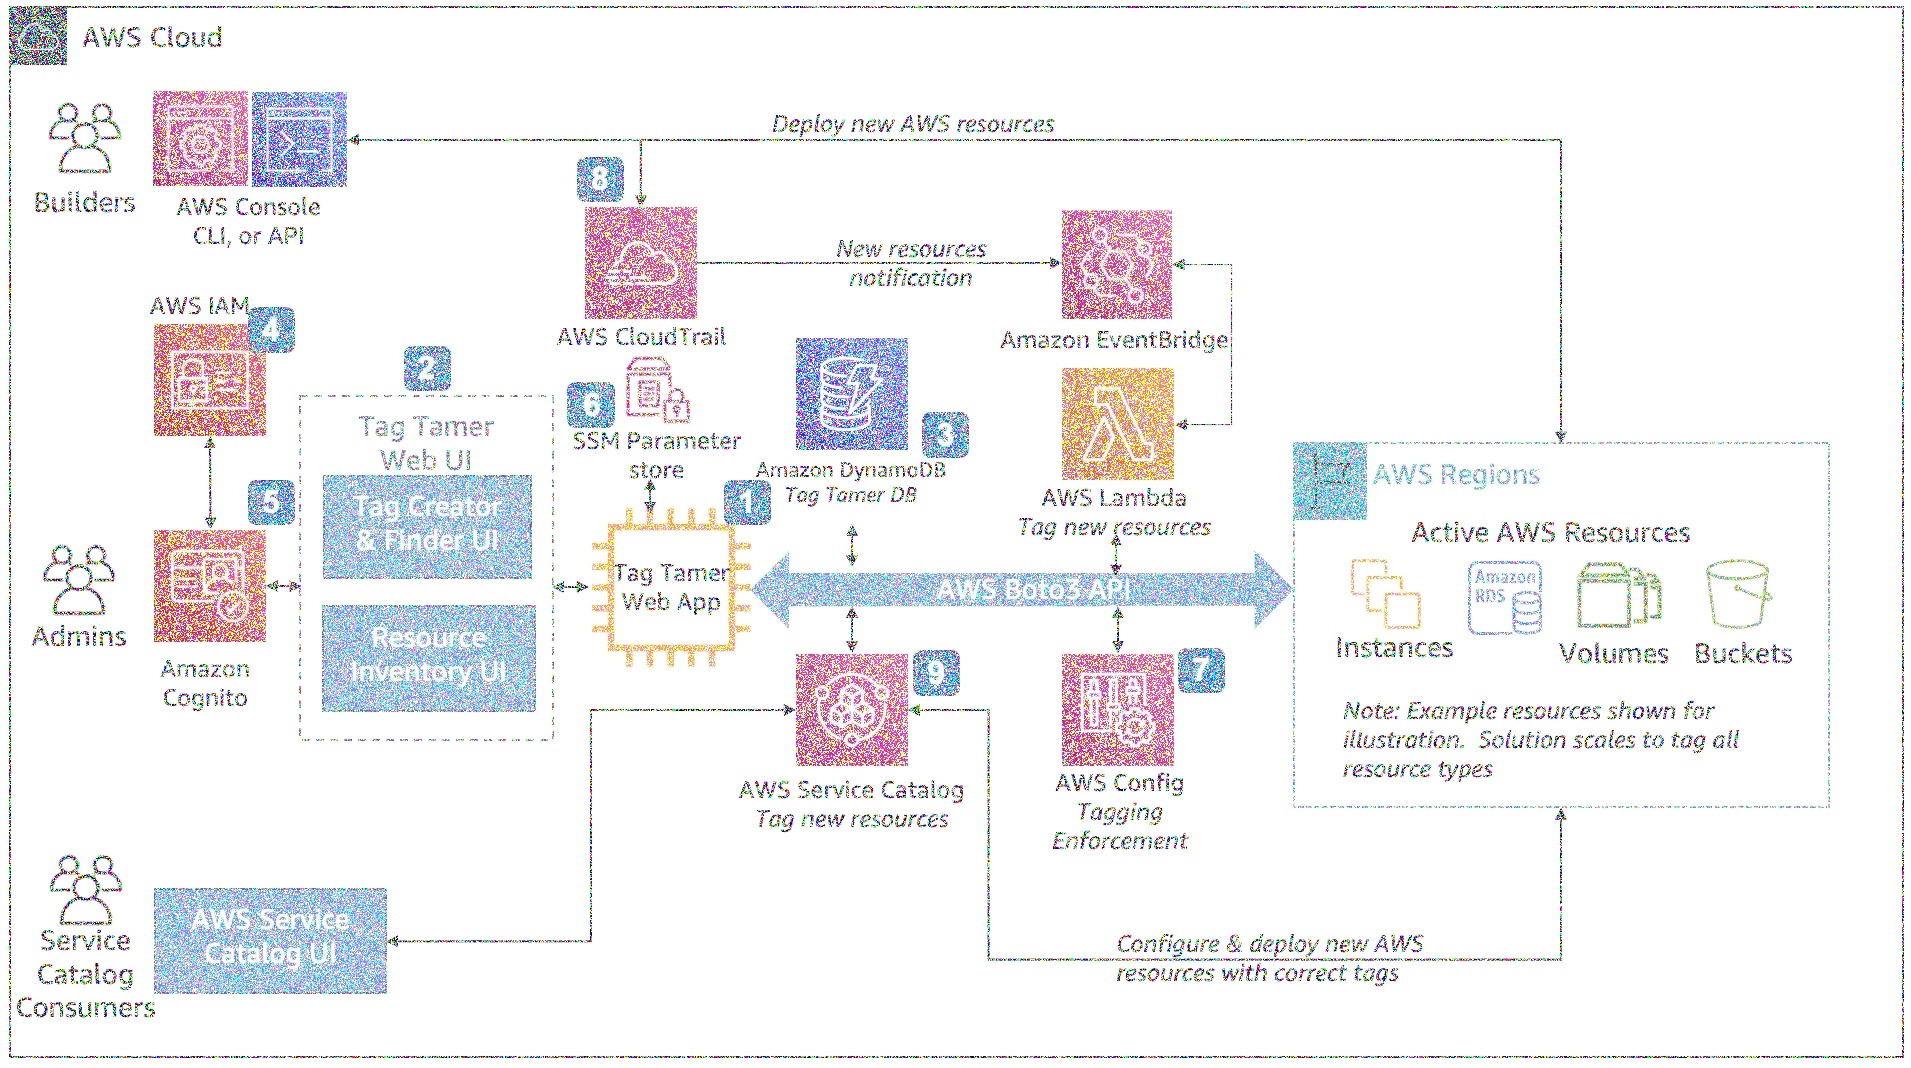 AWS Cloud
Builders
AWS Console
CLI, or API
Deploy new AWS resources
8
New resources
notification
AWS CloudTrail
Amazon EventBridge
AWS IAM
4
2
Tag Tamer
Web UI
Tag Creator
& Finder UI
Resource
Inventory UI
6
SSM Parameter
store
3
Amazon DynamoDB
Tag Tamer DB
AWS Lambda
Tag new resources
5
Admins
Amazon
Cognito
1
Tag Tamer
Web App
AWS Boto3 API
AWS Regions
Active AWS Resources
Instances
Amazon
RDS
Volumes
Buckets
Note: Example resources shown for
illustration. Solution scales to tag all
resource types
9
AWS Service Catalog
Tag new resources
7
AWS Config
Tagging
Enforcement
Service
Catalog
Consumers
AWS Service
Catalog UI
Configure & deploy new AWS
resources with correct tags